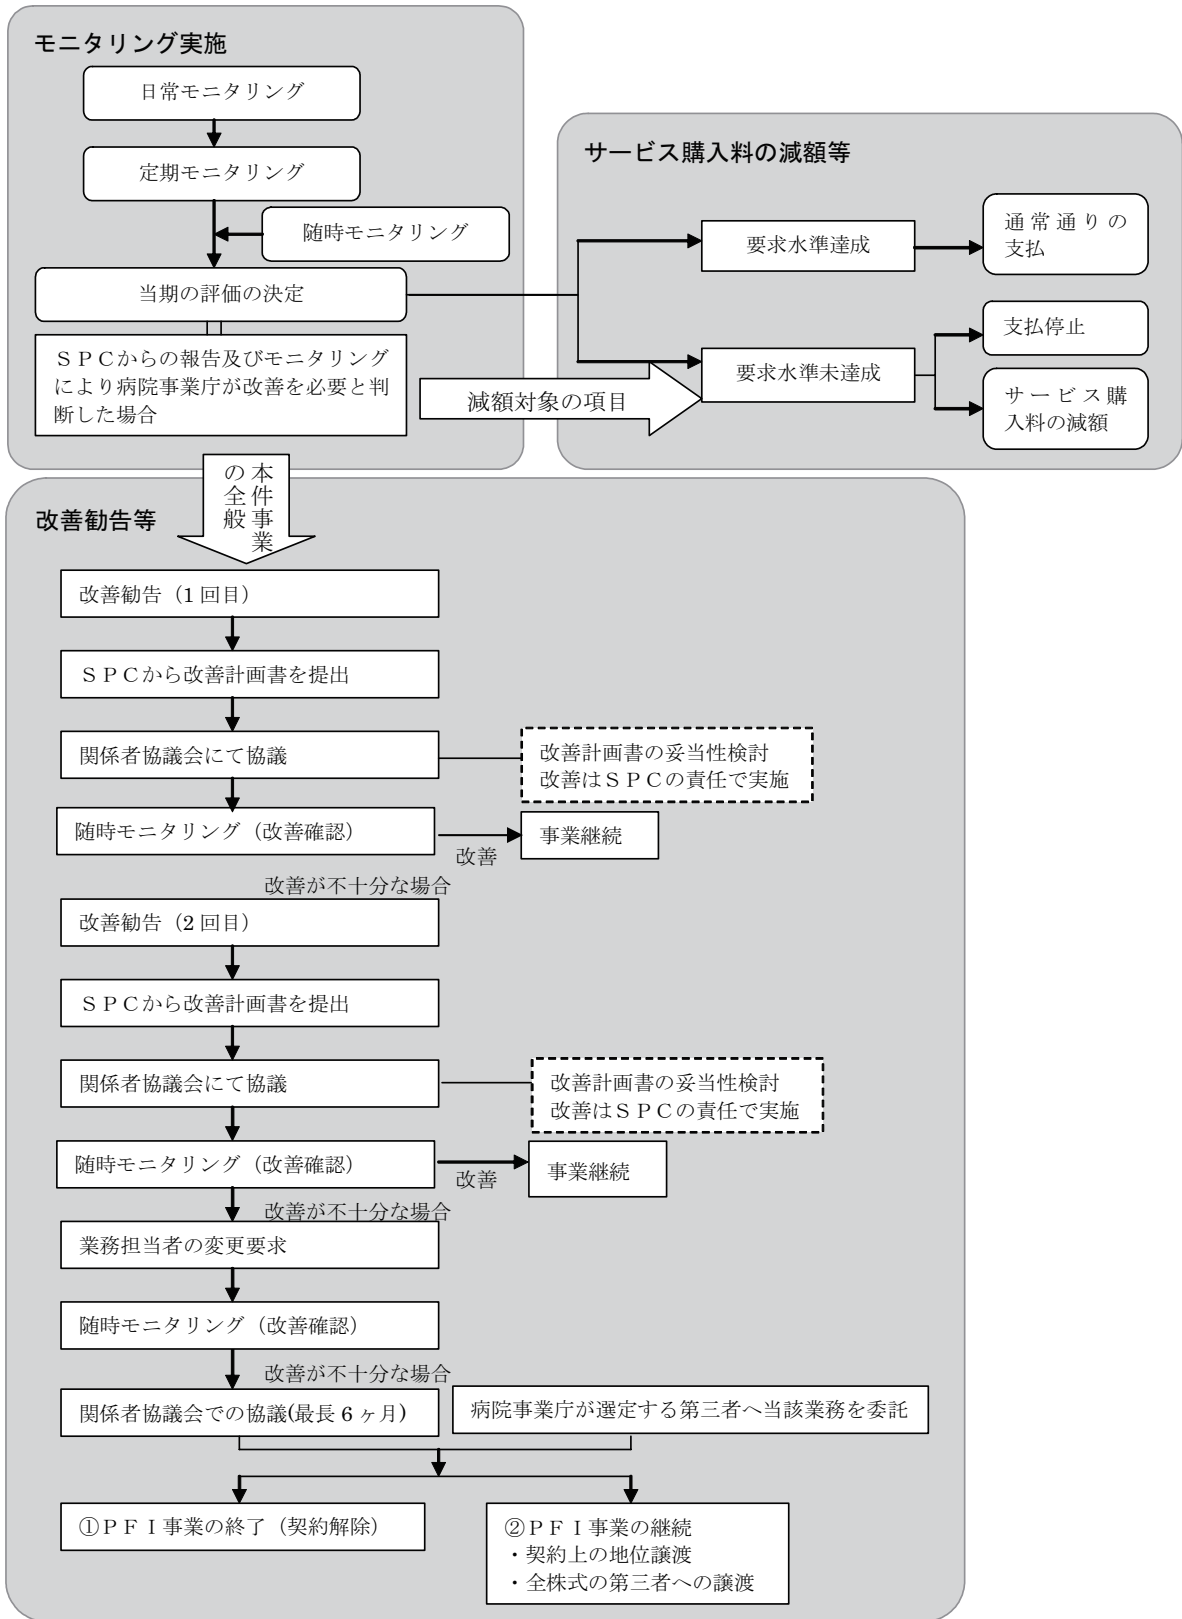 モニタリング実施
日常モニタリング
定期モニタリング
随時モニタリング
当期の評価の決定
ＳＰＣからの報告及びモニタリング
により病院事業庁が改善を必要と判
断した場合
サービス購入料の減額等
要求水準達成
通常通りの
支払
減額対象の項目
要求水準未達成
支払停止
サービス購
入料の減額
本件事業
の全般
改善勧告等
改善勧告（1 回目）
ＳＰＣから改善計画書を提出
関係者協議会にて協議
改善計画書の妥当性検討
改善はＳＰＣの責任で実施
随時モニタリング（改善確認）
改善
事業継続
改善が不十分な場合
改善勧告（2 回目）
ＳＰＣから改善計画書を提出
関係者協議会にて協議
改善計画書の妥当性検討
改善はＳＰＣの責任で実施
随時モニタリング（改善確認）
改善
事業継続
改善が不十分な場合
業務担当者の変更要求
随時モニタリング（改善確認）
改善が不十分な場合
関係者協議会での協議(最長 6 ヶ月)
病院事業庁が選定する第三者へ当該業務を委託
①ＰＦＩ事業の終了（契約解除）
②ＰＦＩ事業の継続
・契約上の地位譲渡
・全株式の第三者への譲渡